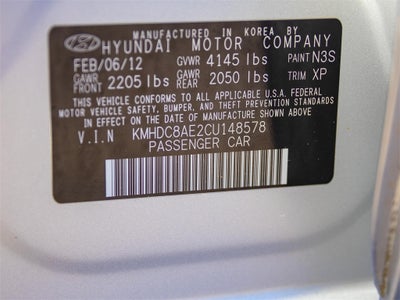 MANUFACTURED IN KOREA BY
HYUNDAI MOTOR COMPANY
FEB/06/12 GVWR 4145 lbs PAINT N3S
GAWR FRONT 2205 lbs GAWR REAR 2050 lbs TRIM XP
THIS VEHICLE CONFORMS TO ALL APPLICABLE U.S.A. FEDERAL
MOTOR VEHICLE SAFETY, BUMPER, AND THEFT PREVENTION
STANDARDS IN EFFECT ON THE DATE OF MANUFACTURE SHOWN ABOVE
V.I.N KMHDC8AE2CU148578
PASSENGER CAR